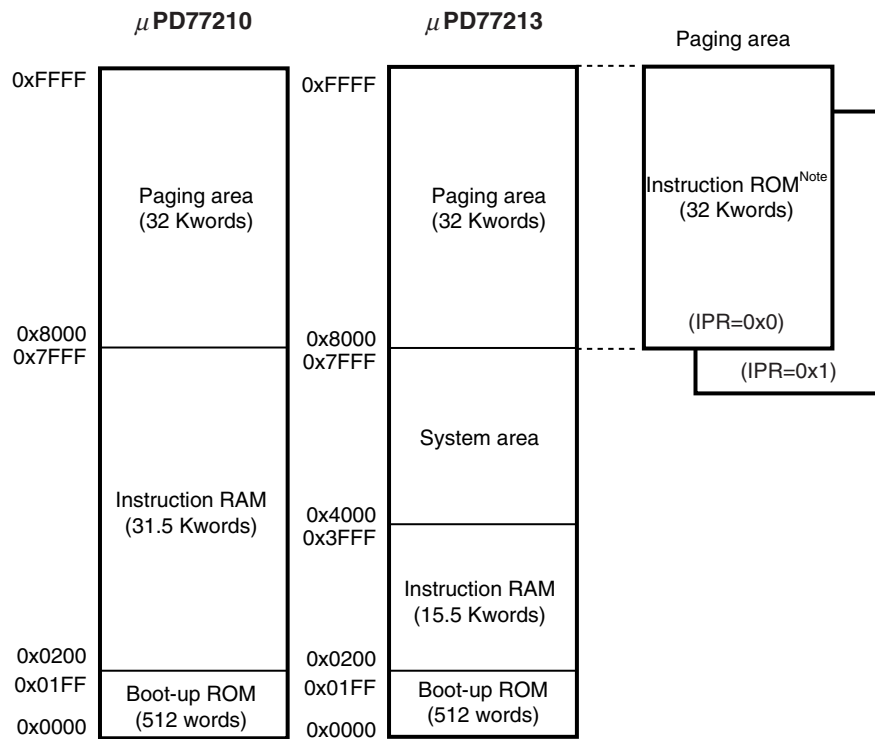 μPD77210
0xFFFF
Paging area
(32 Kwords)
0x8000
0x7FFF
Instruction RAM
(31.5 Kwords)
0x0200
0x01FF
Boot-up ROM
(512 words)
0x0000
μPD77213
0xFFFF
Paging area
(32 Kwords)
0x8000
0x7FFF
System area
0x4000
0x3FFF
Instruction RAM
(15.5 Kwords)
0x0200
0x01FF
Boot-up ROM
(512 words)
0x0000
Paging area
Instruction ROM Note
(32 Kwords)
(IPR=0x0)
(IPR=0x1)